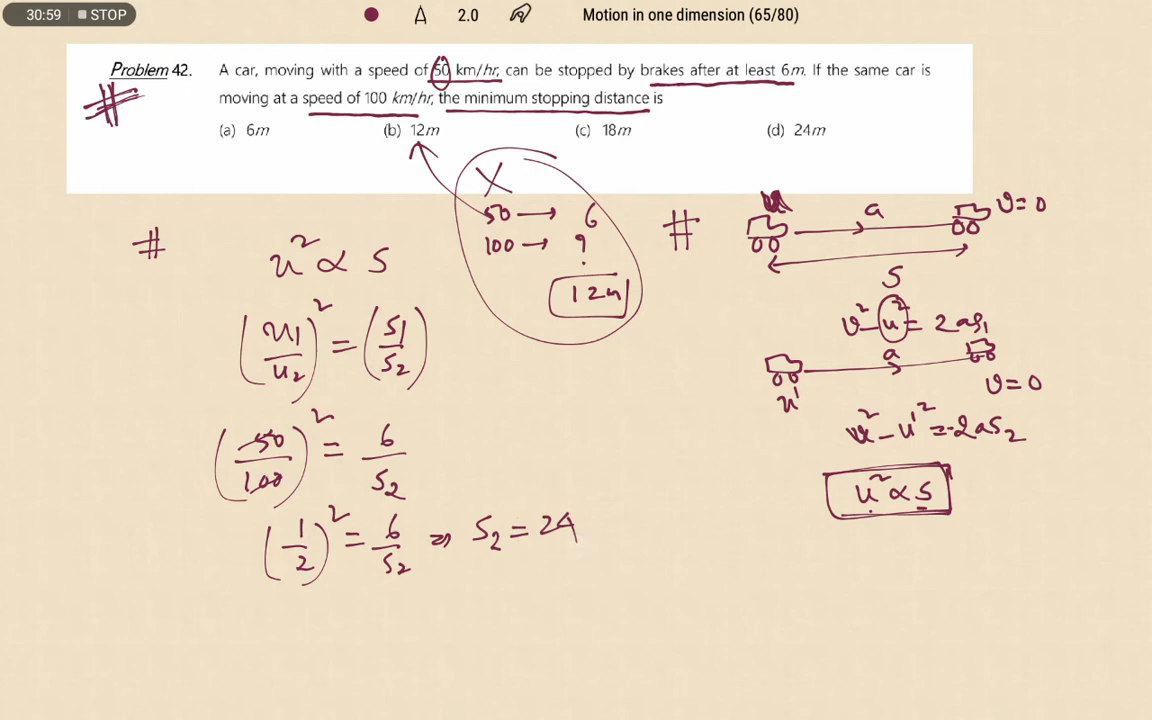 30:59 STOP 2.0 Motion in one dimension (65/80)
Problem 42. A car, moving with a speed of 50 km/hr, can be stopped by brakes after at least 6m. If the same car is
moving at a speed of 100 km/hr, the minimum stopping distance is
(a) 6m (b) 12m (c) 18m (d) 24m
#
X
50 → 6
100 → ?
12m
#
u² ∝ S
(u1/u2)² = (S1/S2)
(50/100)² = 6/S2
(1/2)² = 6/S2 ⇒ S2 = 24
#
a
v=0
S
v² - u² = 2as1
a
u'
v=0
v² - u'² = -2as2
u² ∝ S